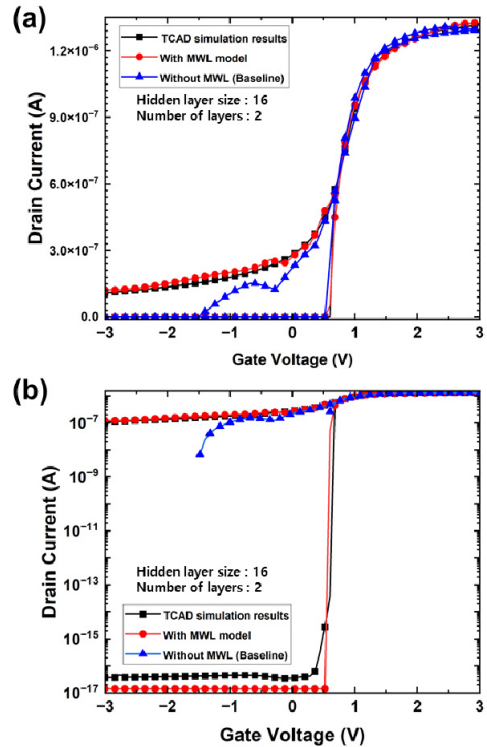 (a)
TCAD simulation results
With MWL model
Without MWL (Baseline)
Hidden layer size : 16
Number of layers : 2
Drain Current (A)
1.2×10⁻⁶
9.0×10⁻⁷
6.0×10⁻⁷
3.0×10⁻⁷
0.0
-3 -2 -1 0 1 2 3
Gate Voltage (V)
(b)
Drain Current (A)
10⁻⁷
10⁻⁹
10⁻¹¹
10⁻¹³
10⁻¹⁵
10⁻¹⁷
Hidden layer size : 16
Number of layers : 2
TCAD simulation results
With MWL model
Without MWL (Baseline)
-3 -2 -1 0 1 2 3
Gate Voltage (V)